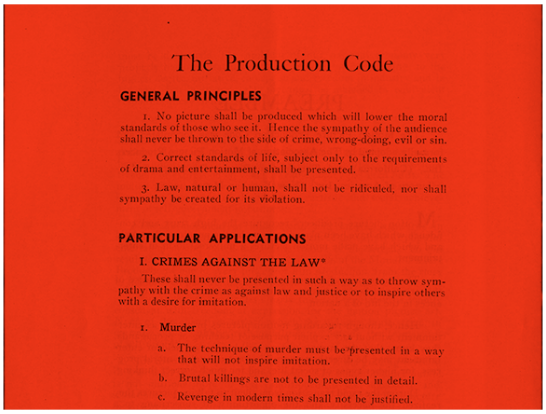 The Production Code
GENERAL PRINCIPLES
1. No picture shall be produced which will lower the moral
standards of those who see it. Hence the sympathy of the audience
shall never be thrown to the side of crime, wrong-doing, evil or sin.
2. Correct standards of life, subject only to the requirements
of drama and entertainment, shall be presented.
3. Law, natural or human, shall not be ridiculed, nor shall
sympathy be created for its violation.
PARTICULAR APPLICATIONS
I. CRIMES AGAINST THE LAW*
These shall never be presented in such a way as to throw sym-
pathy with the crime as against law and justice or to inspire others
with a desire for imitation.
1. Murder
a. The technique of murder must be presented in a way
that will not inspire imitation.
b. Brutal killings are not to be presented in detail.
c. Revenge in modern times shall not be justified.